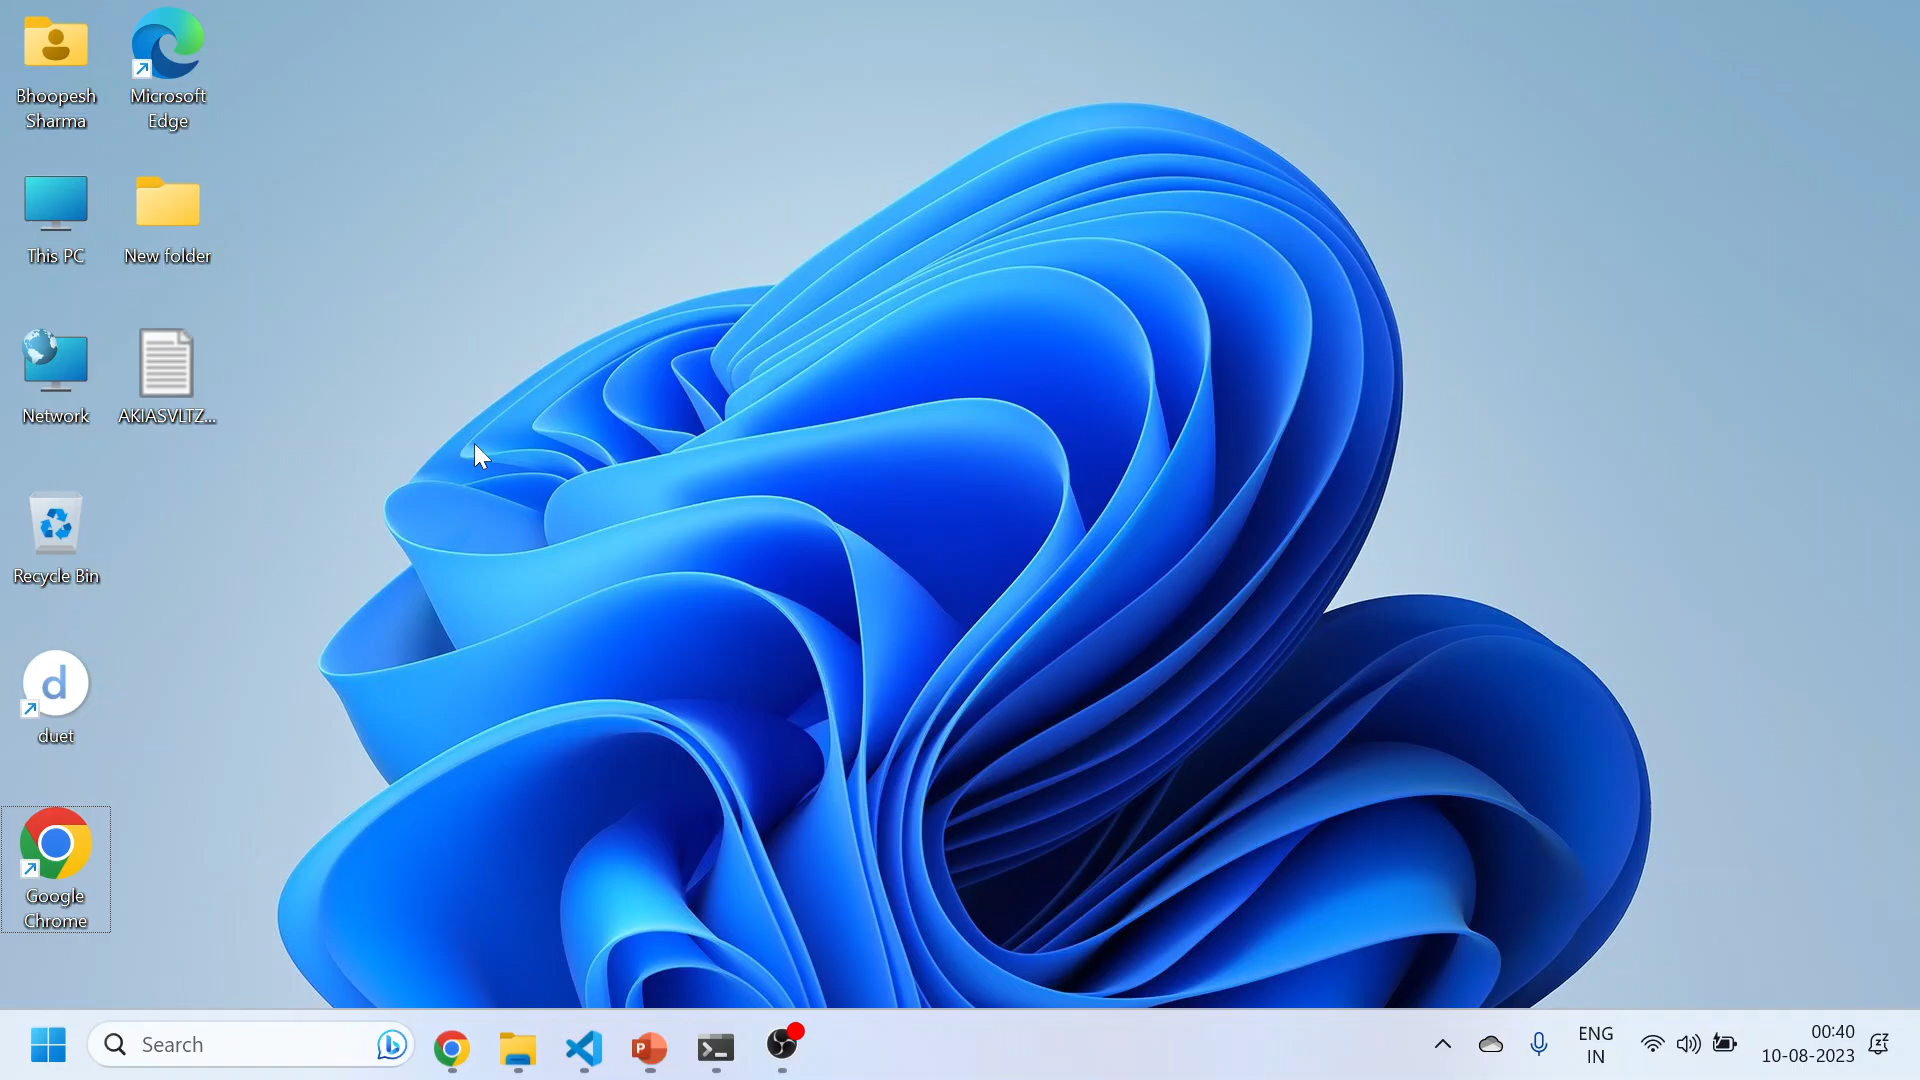 Bhoopesh
Sharma
Microsoft
Edge
This PC
New folder
Network
AKIASVLTZ...
Recycle Bin
d
duet
Google
Chrome
Search
P
ENG
IN
00:40
10-08-2023